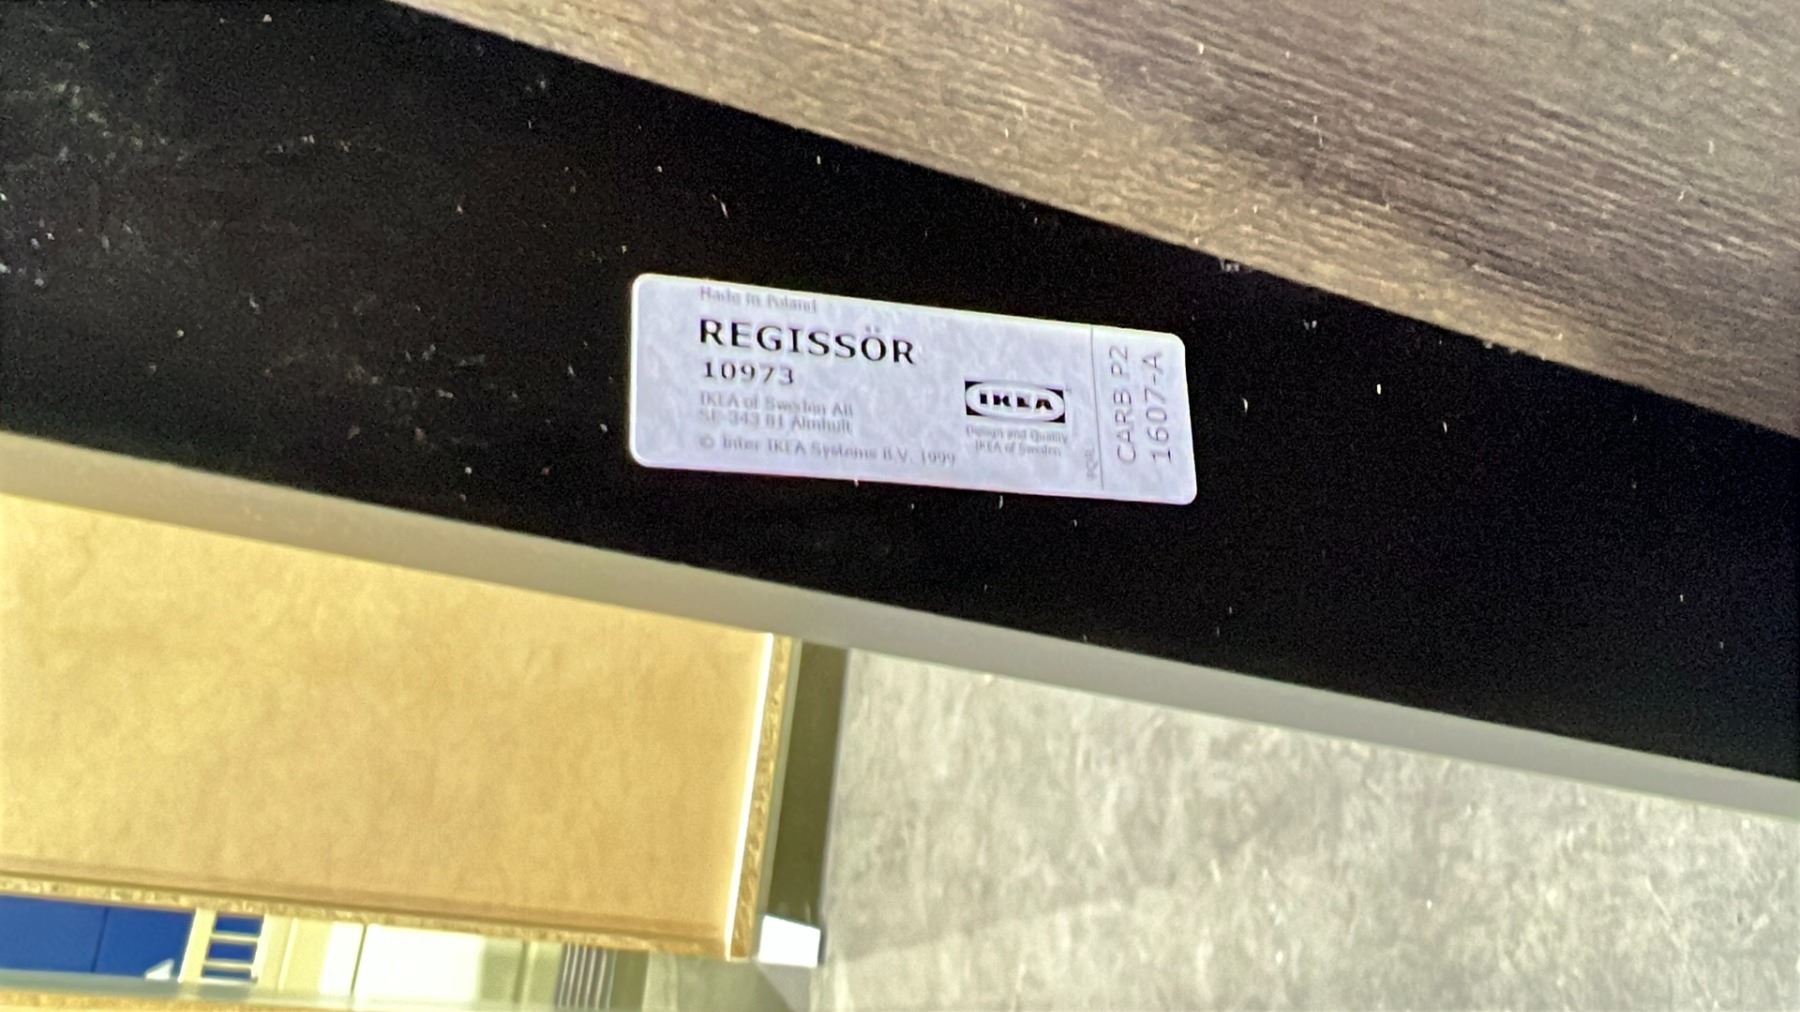 Made in Poland
REGISSÖR
10973
IKEA of Sweden AB
SE-343 81 Älmhult
© Inter IKEA Systems B.V. 1999
IKEA
Design and Quality
IKEA of Sweden
CARB P2
1607-A